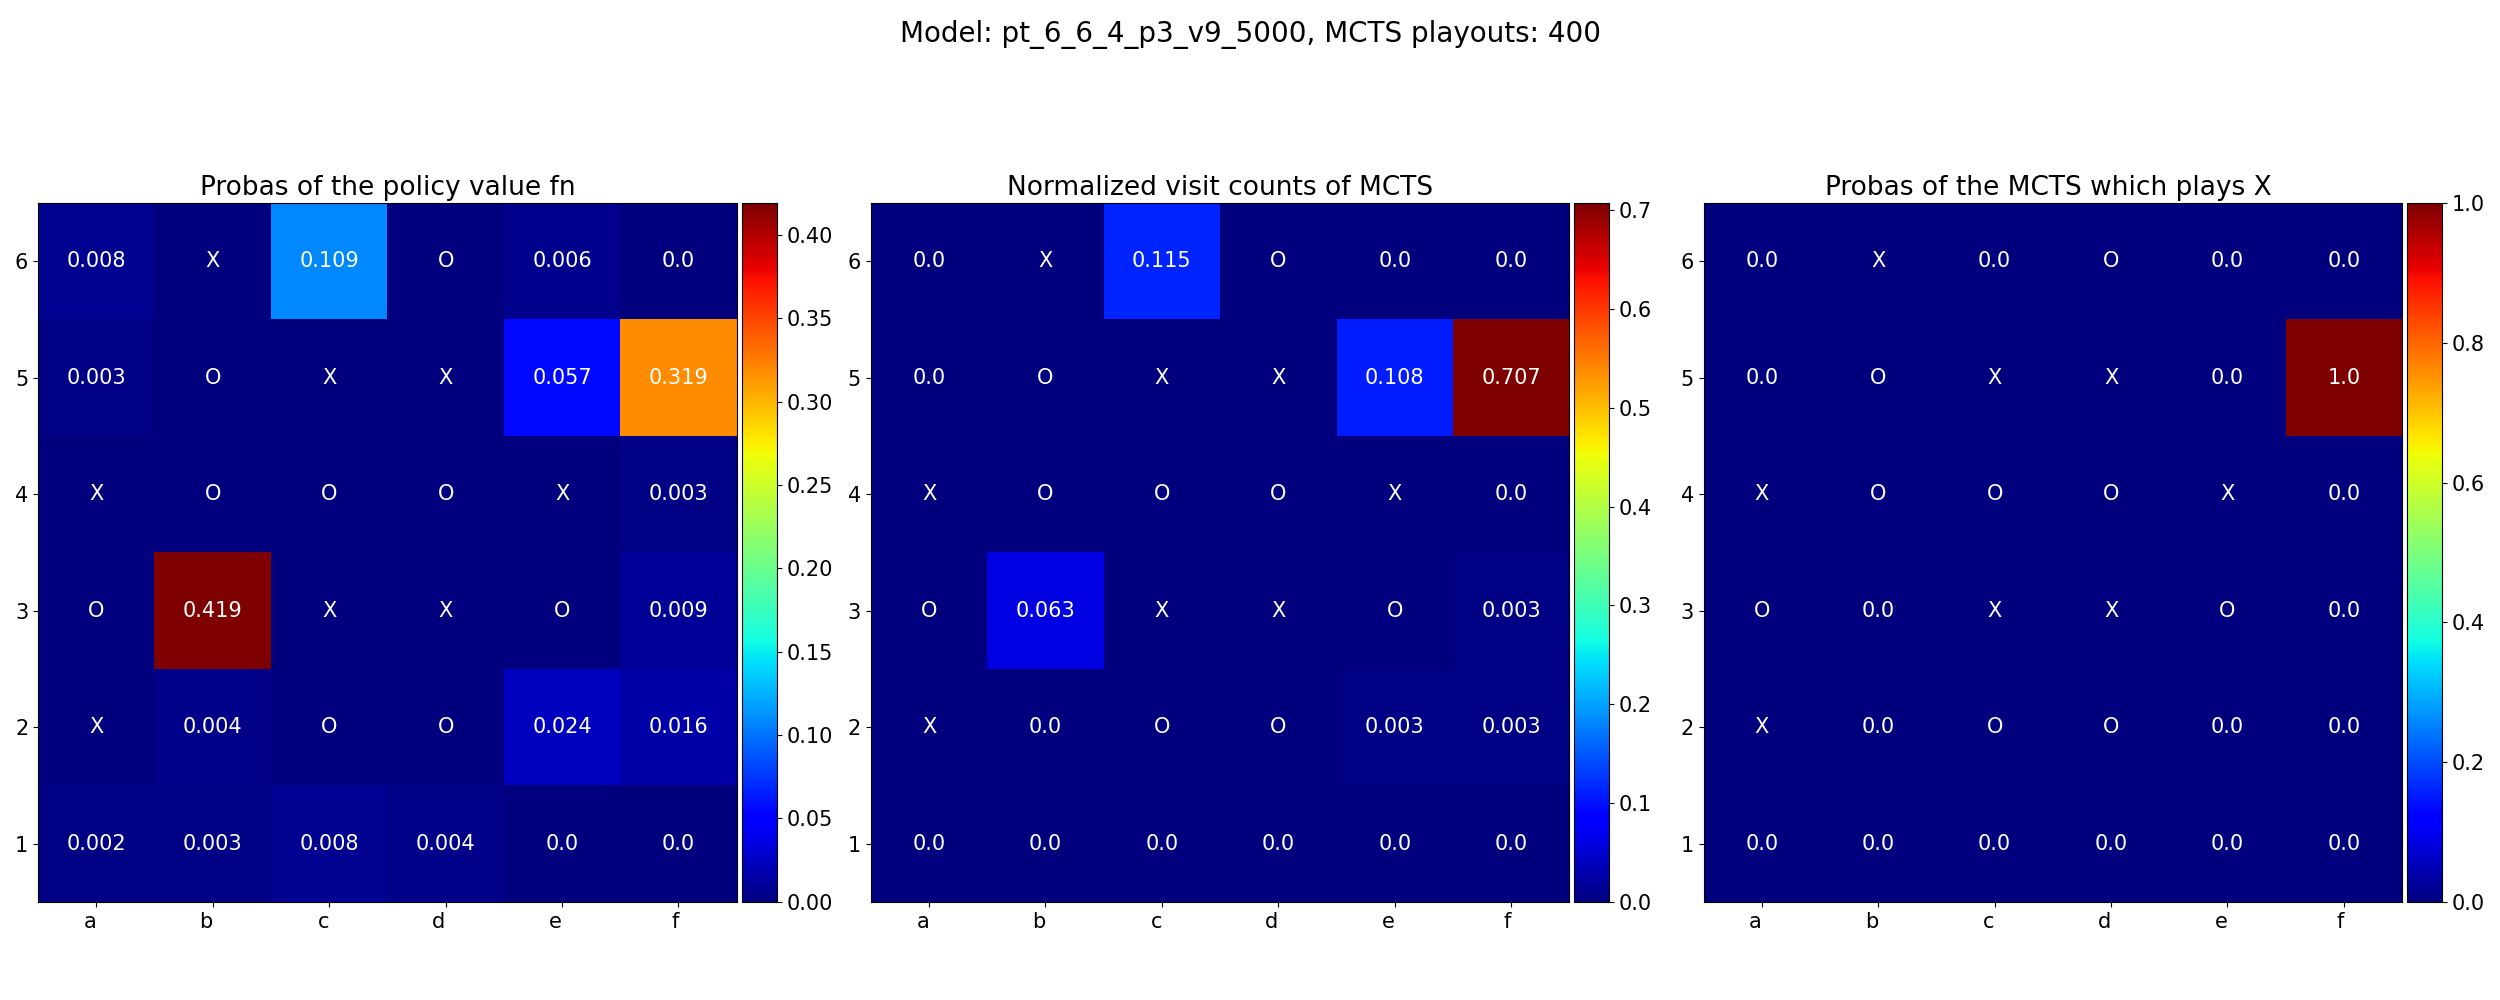 Model: pt_6_6_4_p3_v9_5000, MCTS playouts: 400
Probas of the policy value fn
6 0.008 X 0.109 O 0.006 0.0
5 0.003 O X X 0.057 0.319
4 X O O O X 0.003
3 O 0.419 X X O 0.009
2 X 0.004 O O 0.024 0.016
1 0.002 0.003 0.008 0.004 0.0 0.0
a b c d e f
0.40
0.35
0.30
0.25
0.20
0.15
0.10
0.05
0.00
Normalized visit counts of MCTS
6 0.0 X 0.115 O 0.0 0.0
5 0.0 O X X 0.108 0.707
4 X O O O X 0.0
3 O 0.063 X X O 0.003
2 X 0.0 O O 0.003 0.003
1 0.0 0.0 0.0 0.0 0.0 0.0
a b c d e f
0.7
0.6
0.5
0.4
0.3
0.2
0.1
0.0
Probas of the MCTS which plays X
6 0.0 X 0.0 O 0.0 0.0
5 0.0 O X X 0.0 1.0
4 X O O O X 0.0
3 O 0.0 X X O 0.0
2 X 0.0 O O 0.0 0.0
1 0.0 0.0 0.0 0.0 0.0 0.0
a b c d e f
1.0
0.8
0.6
0.4
0.2
0.0